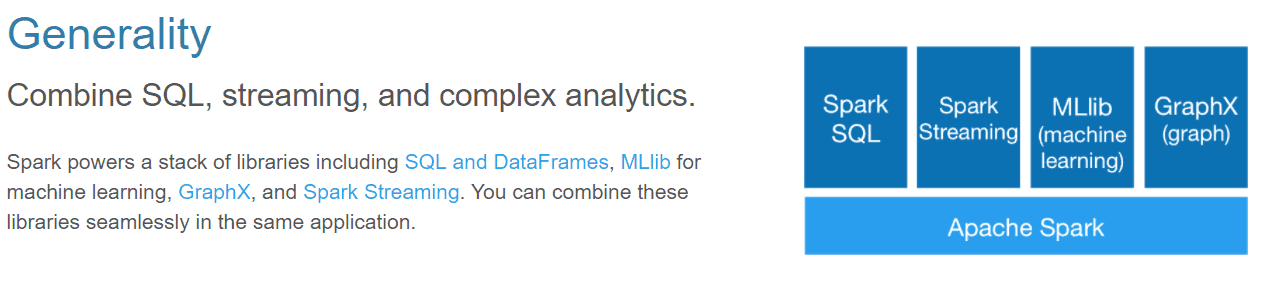 Generality
Combine SQL, streaming, and complex analytics.
Spark powers a stack of libraries including SQL and DataFrames, MLlib for
machine learning, GraphX, and Spark Streaming. You can combine these
libraries seamlessly in the same application.
Spark
SQL
Spark
Streaming
MLlib
(machine
learning)
GraphX
(graph)
Apache Spark